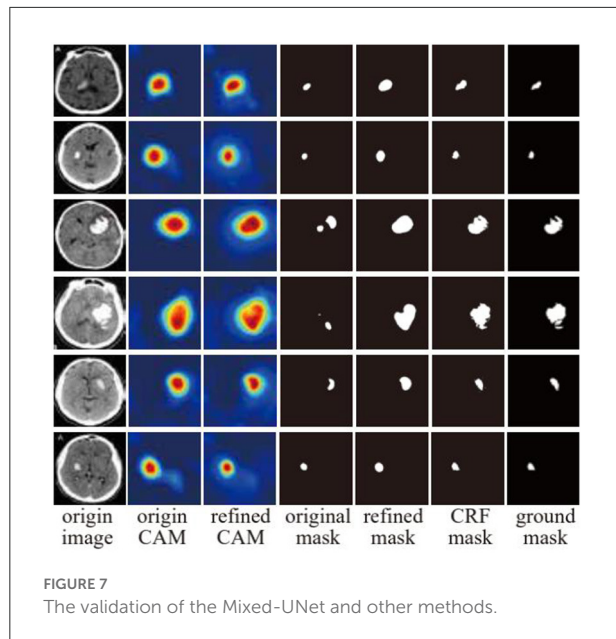 A
A
origin origin refined original refined CRF ground
image CAM CAM mask mask mask mask
FIGURE 7
The validation of the Mixed-UNet and other methods.